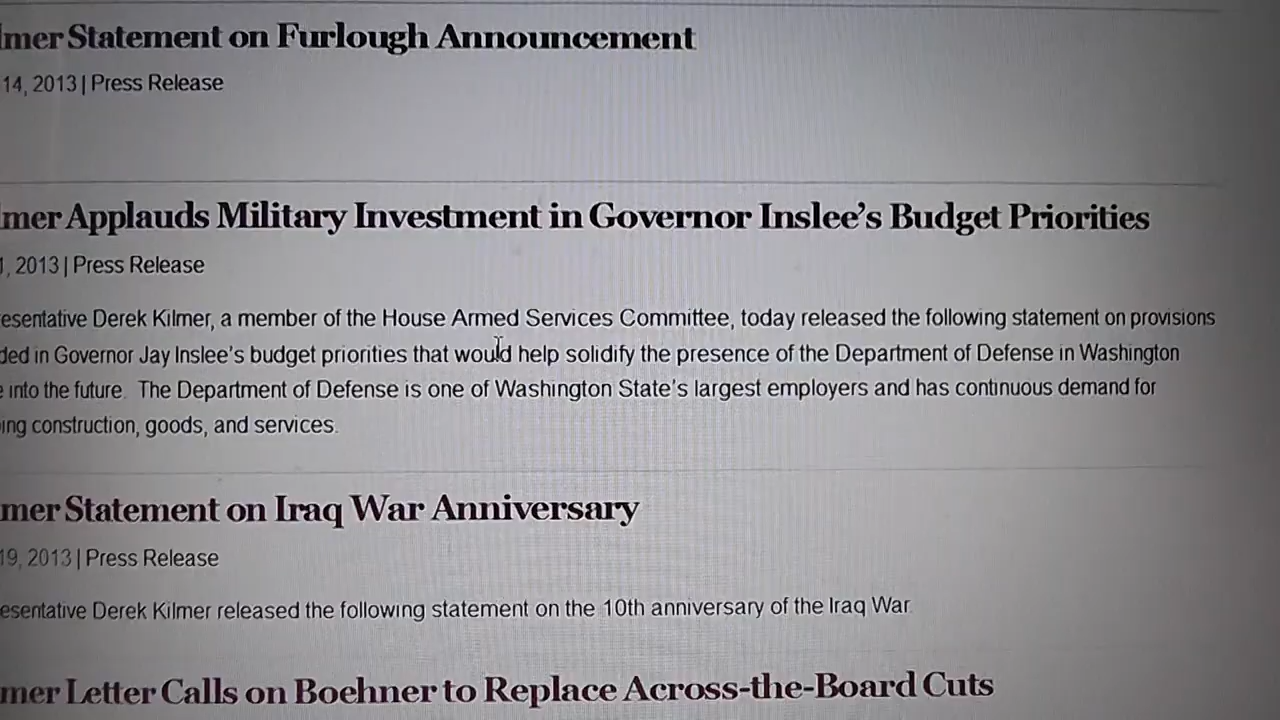 lmer Statement on Furlough Announcement
14, 2013 | Press Release
mer Applauds Military Investment in Governor Inslee's Budget Priorities
1, 2013 | Press Release
esentative Derek Kilmer, a member of the House Armed Services Committee, today released the following statement on provisions
ded in Governor Jay Inslee's budget priorities that would help solidify the presence of the Department of Defense in Washington
e into the future. The Department of Defense is one of Washington State's largest employers and has continuous demand for
ing construction, goods, and services.
mer Statement on Iraq War Anniversary
19, 2013 | Press Release
esentative Derek Kilmer released the following statement on the 10th anniversary of the Iraq War.
mer Letter Calls on Boehner to Replace Across-the-Board Cuts